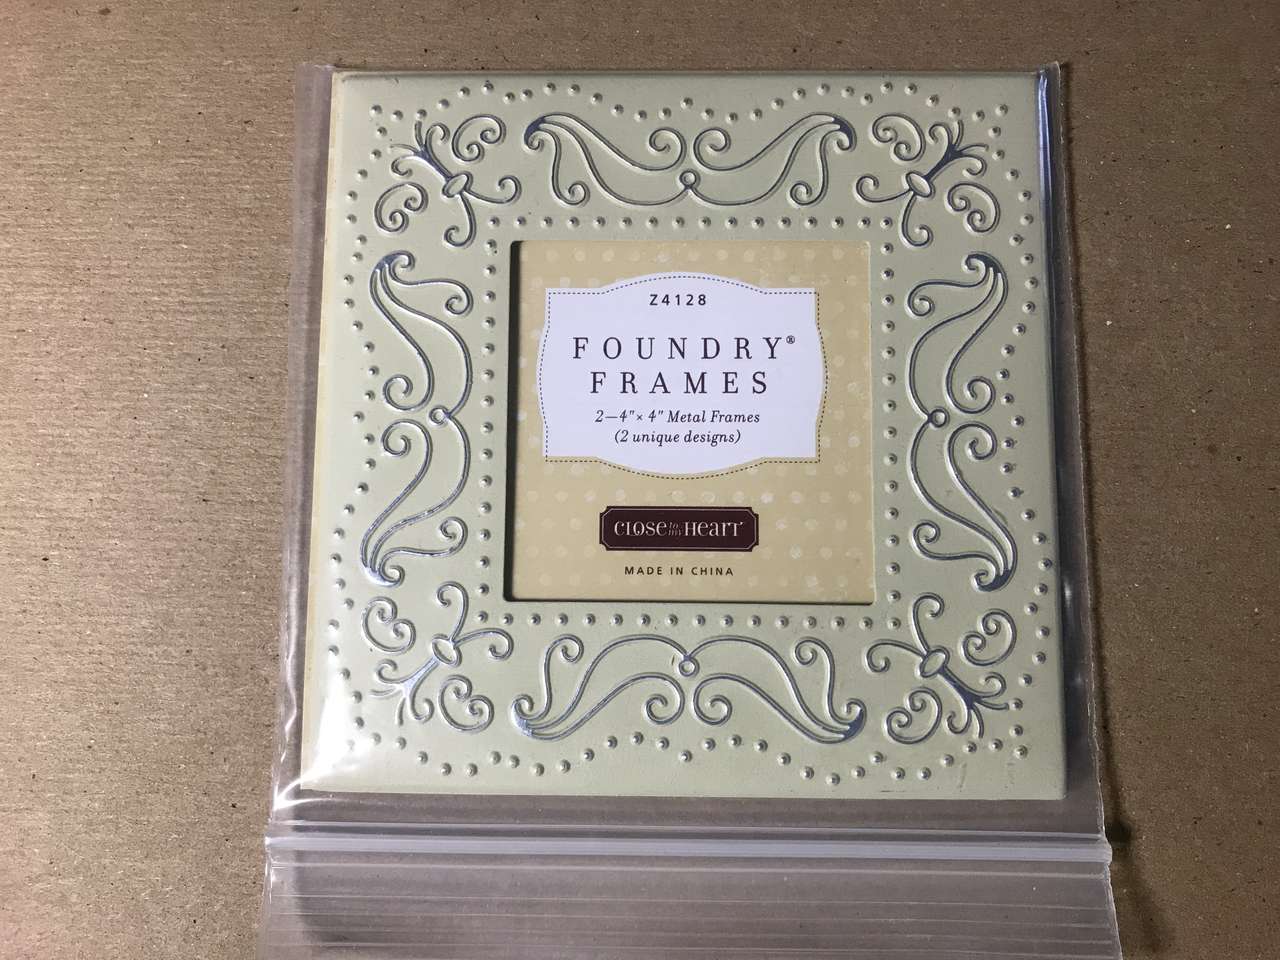 Z4128
FOUNDRY®
FRAMES
2—4"× 4" Metal Frames
(2 unique designs)
CLOSE to my HEART
MADE IN CHINA